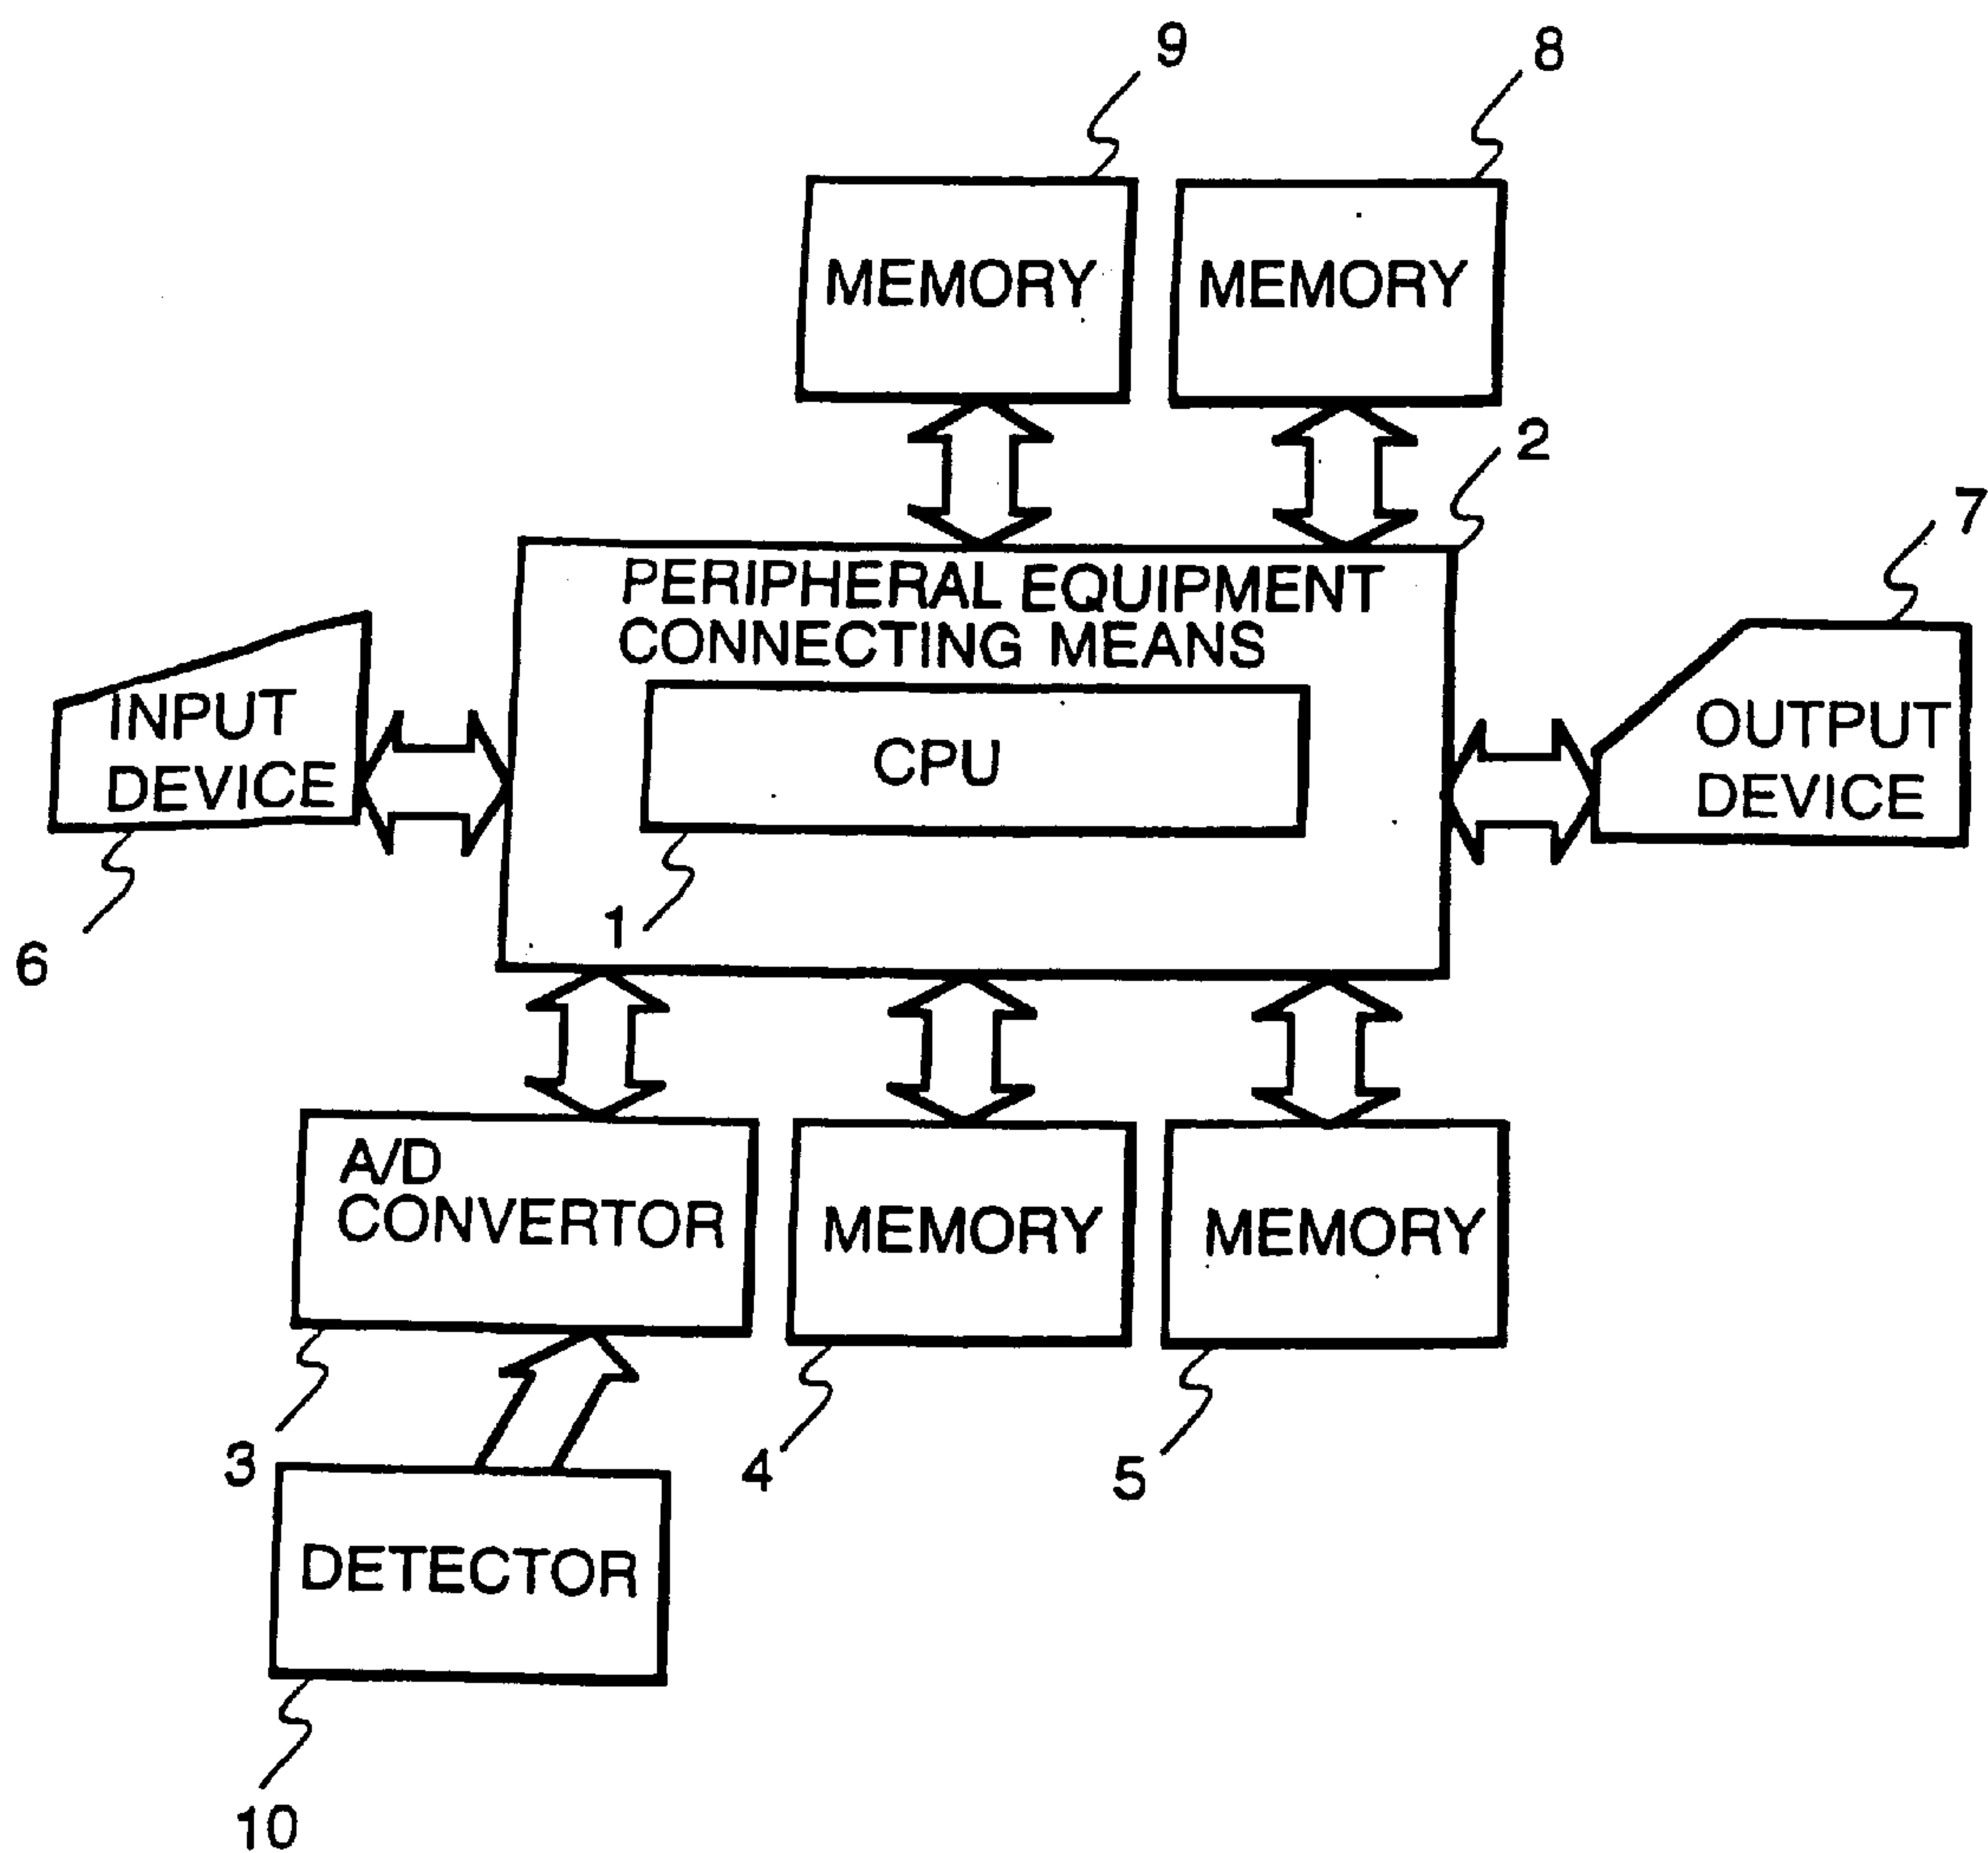 9
8
MEMORY
MEMORY
2
7
PERIPHERAL EQUIPMENT
CONNECTING MEANS
INPUT
DEVICE
CPU
OUTPUT
DEVICE
1
6
A/D
CONVERTOR
MEMORY
MEMORY
3
4
5
DETECTOR
10